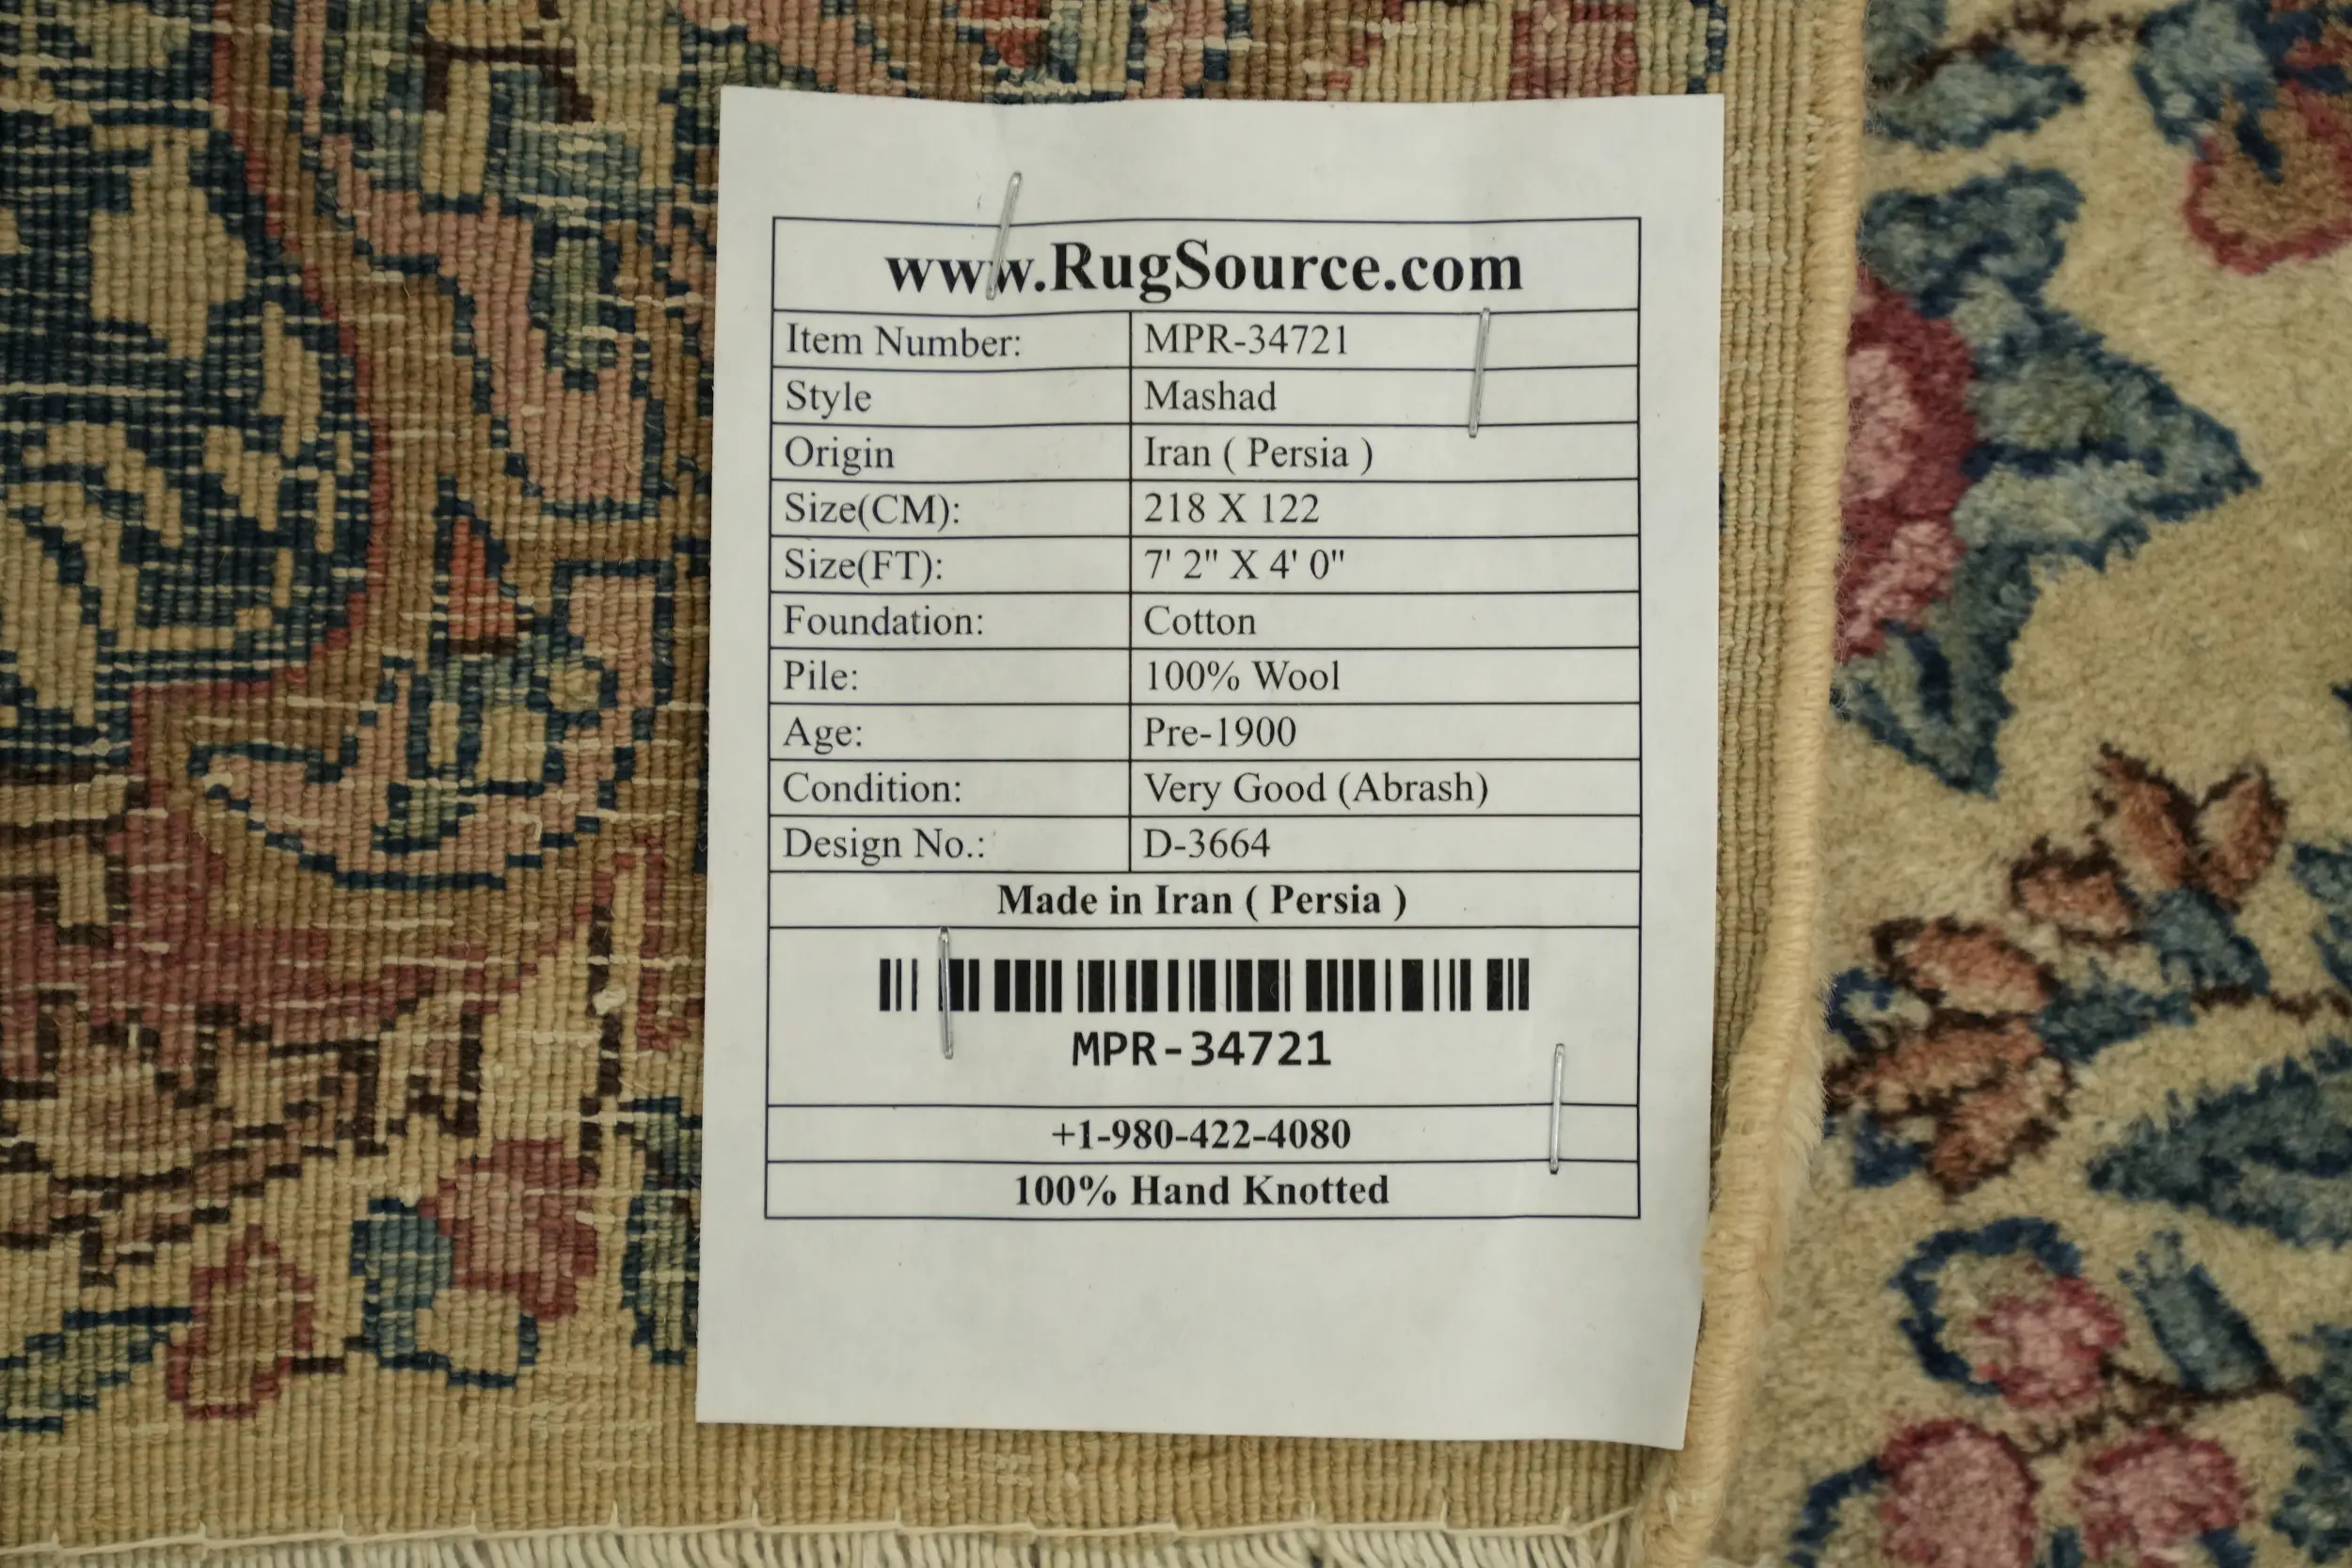 www.RugSource.com
Item Number: MPR-34721
Style Mashad
Origin Iran ( Persia )
Size(CM): 218 X 122
Size(FT): 7' 2" X 4' 0"
Foundation: Cotton
Pile: 100% Wool
Age: Pre-1900
Condition: Very Good (Abrash)
Design No.: D-3664
Made in Iran ( Persia )
MPR-34721
+1-980-422-4080
100% Hand Knotted